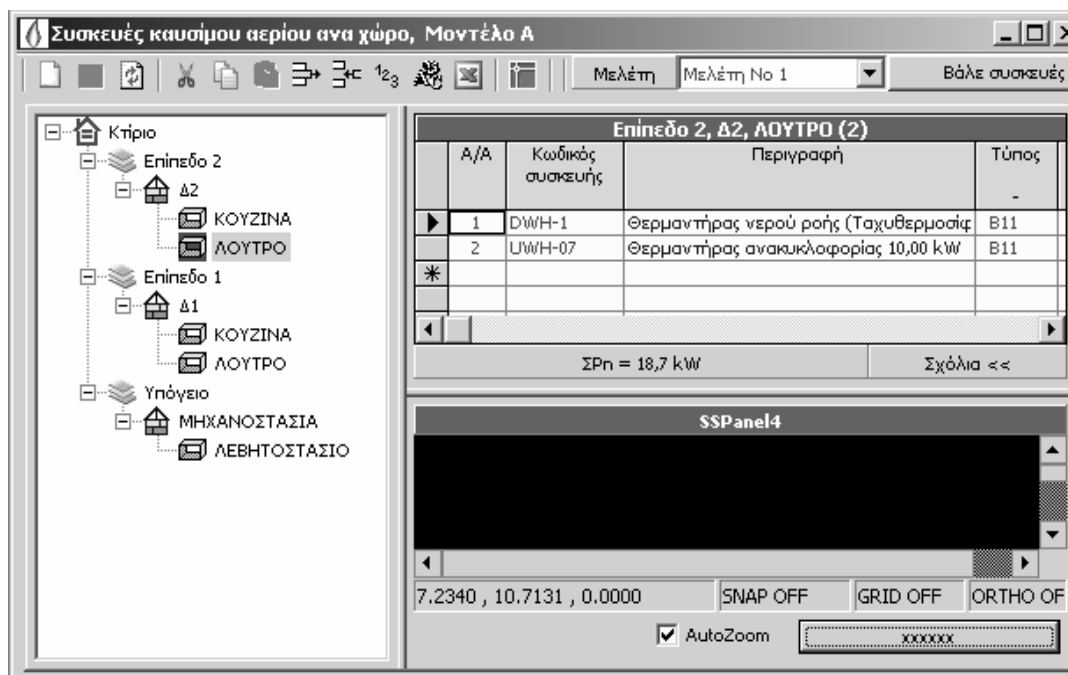 Συσκευές καυσίμου αερίου ανα χώρο, Μοντέλο Α
Μελέτη Μελέτη Νο 1 Βάλε συσκευές
Κτίριο
Επίπεδο 2
Δ2
ΚΟΥΖΙΝΑ
ΛΟΥΤΡΟ
Επίπεδο 1
Δ1
ΚΟΥΖΙΝΑ
ΛΟΥΤΡΟ
Υπόγειο
ΜΗΧΑΝΟΣΤΑΣΙΑ
ΛΕΒΗΤΟΣΤΑΣΙΟ
Επίπεδο 2, Δ2, ΛΟΥΤΡΟ (2)
Α/Α Κωδικός συσκευής Περιγραφή Τύπος
-
1 DWH-1 Θερμαντήρας νερού ροής (Ταχυθερμοσίφ B11
2 UWH-07 Θερμαντήρας ανακυκλοφορίας 10,00 kW B11
ΣPn = 18,7 kW Σχόλια <<
SSPanel4
7.2340 , 10.7131 , 0.0000 SNAP OFF GRID OFF ORTHO OF
AutoZoom xxxxxx